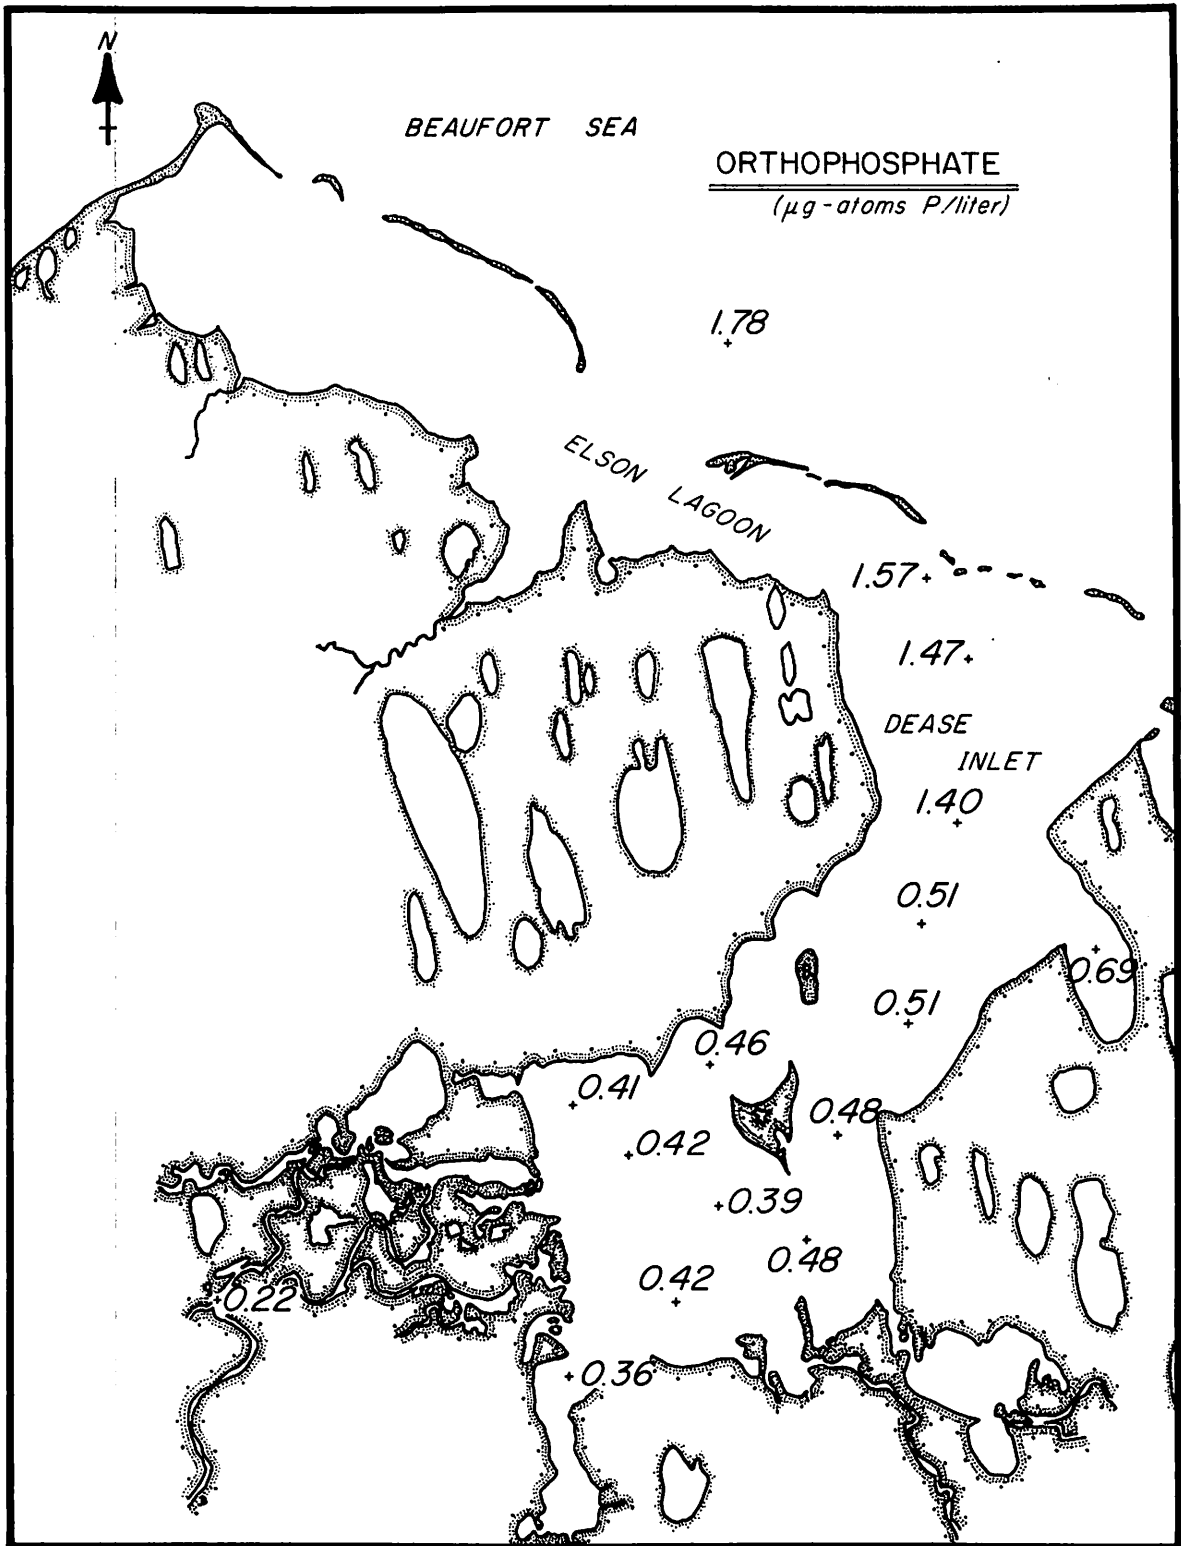 N
BEAUFORT SEA
ORTHOPHOSPHATE
(μg-atoms P/liter)
1.78
ELSON LAGOON
1.57
1.47
DEASE
INLET
1.40
0.51
0.69
0.51
0.46
0.41
0.48
0.42
0.39
0.48
0.42
0.22
0.36